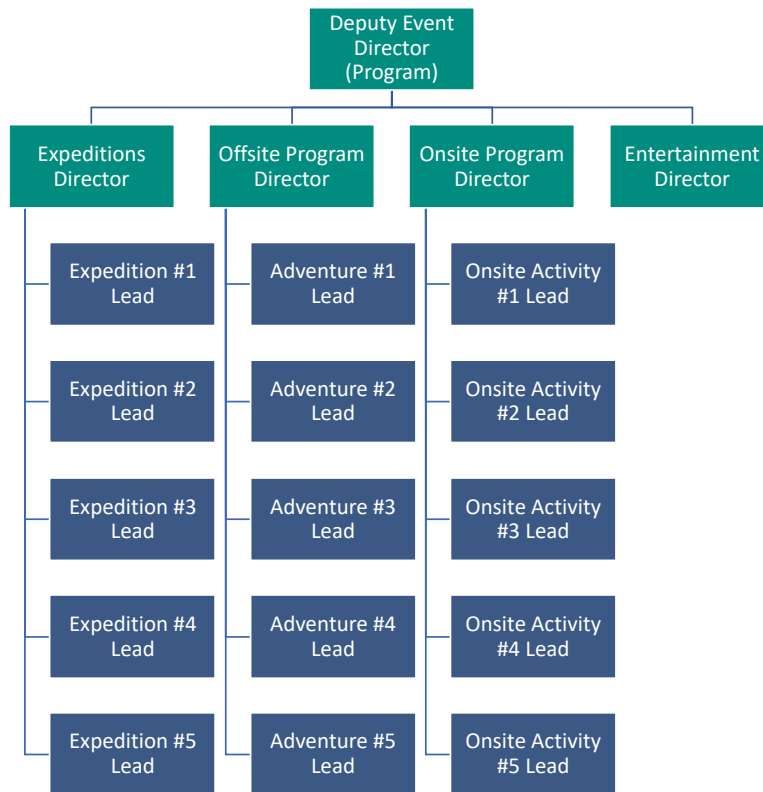 Deputy Event
Director
(Program)
Expeditions
Director
Offsite Program
Director
Onsite Program
Director
Entertainment
Director
Expedition #1
Lead
Expedition #2
Lead
Expedition #3
Lead
Expedition #4
Lead
Expedition #5
Lead
Adventure #1
Lead
Adventure #2
Lead
Adventure #3
Lead
Adventure #4
Lead
Adventure #5
Lead
Onsite Activity
#1 Lead
Onsite Activity
#2 Lead
Onsite Activity
#3 Lead
Onsite Activity
#4 Lead
Onsite Activity
#5 Lead